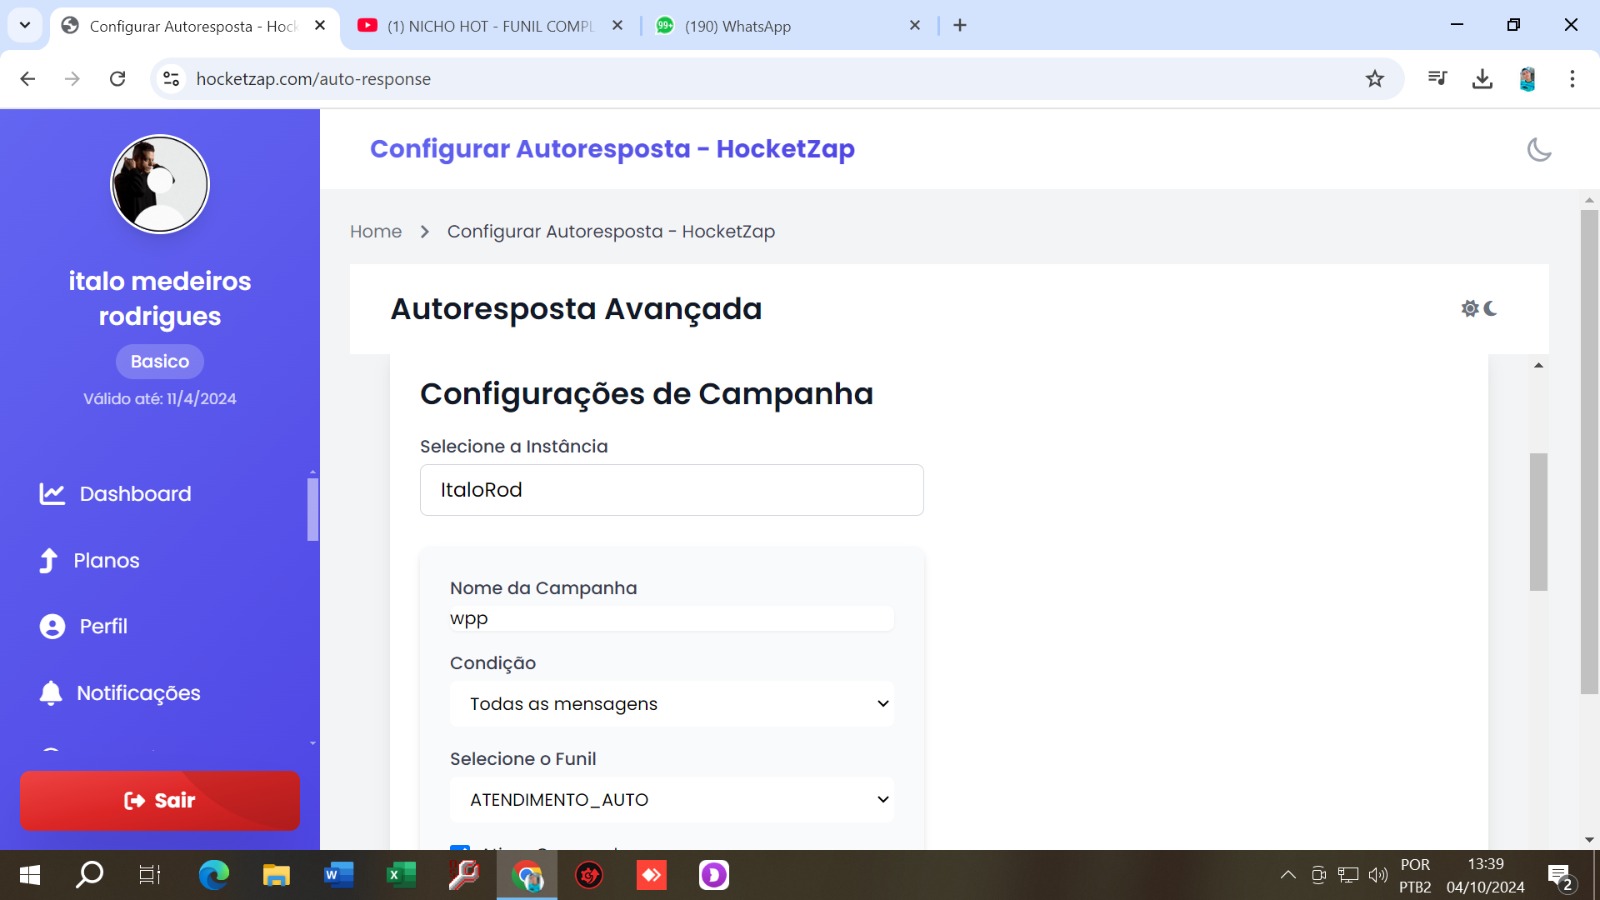 Configurar Autoresposta - Hock
(1) NICHO HOT - FUNIL COMPL
99+
(190) WhatsApp
hocketzap.com/auto-response
italo medeiros
rodrigues
Basico
Válido até: 11/4/2024
Dashboard
Planos
Perfil
Notificações
Sair
Configurar Autoresposta - HocketZap
Home > Configurar Autoresposta - HocketZap
Autoresposta Avançada
Configurações de Campanha
Selecione a Instância
ItaloRod
Nome da Campanha
wpp
Condição
Todas as mensagens
Selecione o Funil
ATENDIMENTO_AUTO
POR
PTB2
13:39
04/10/2024
2